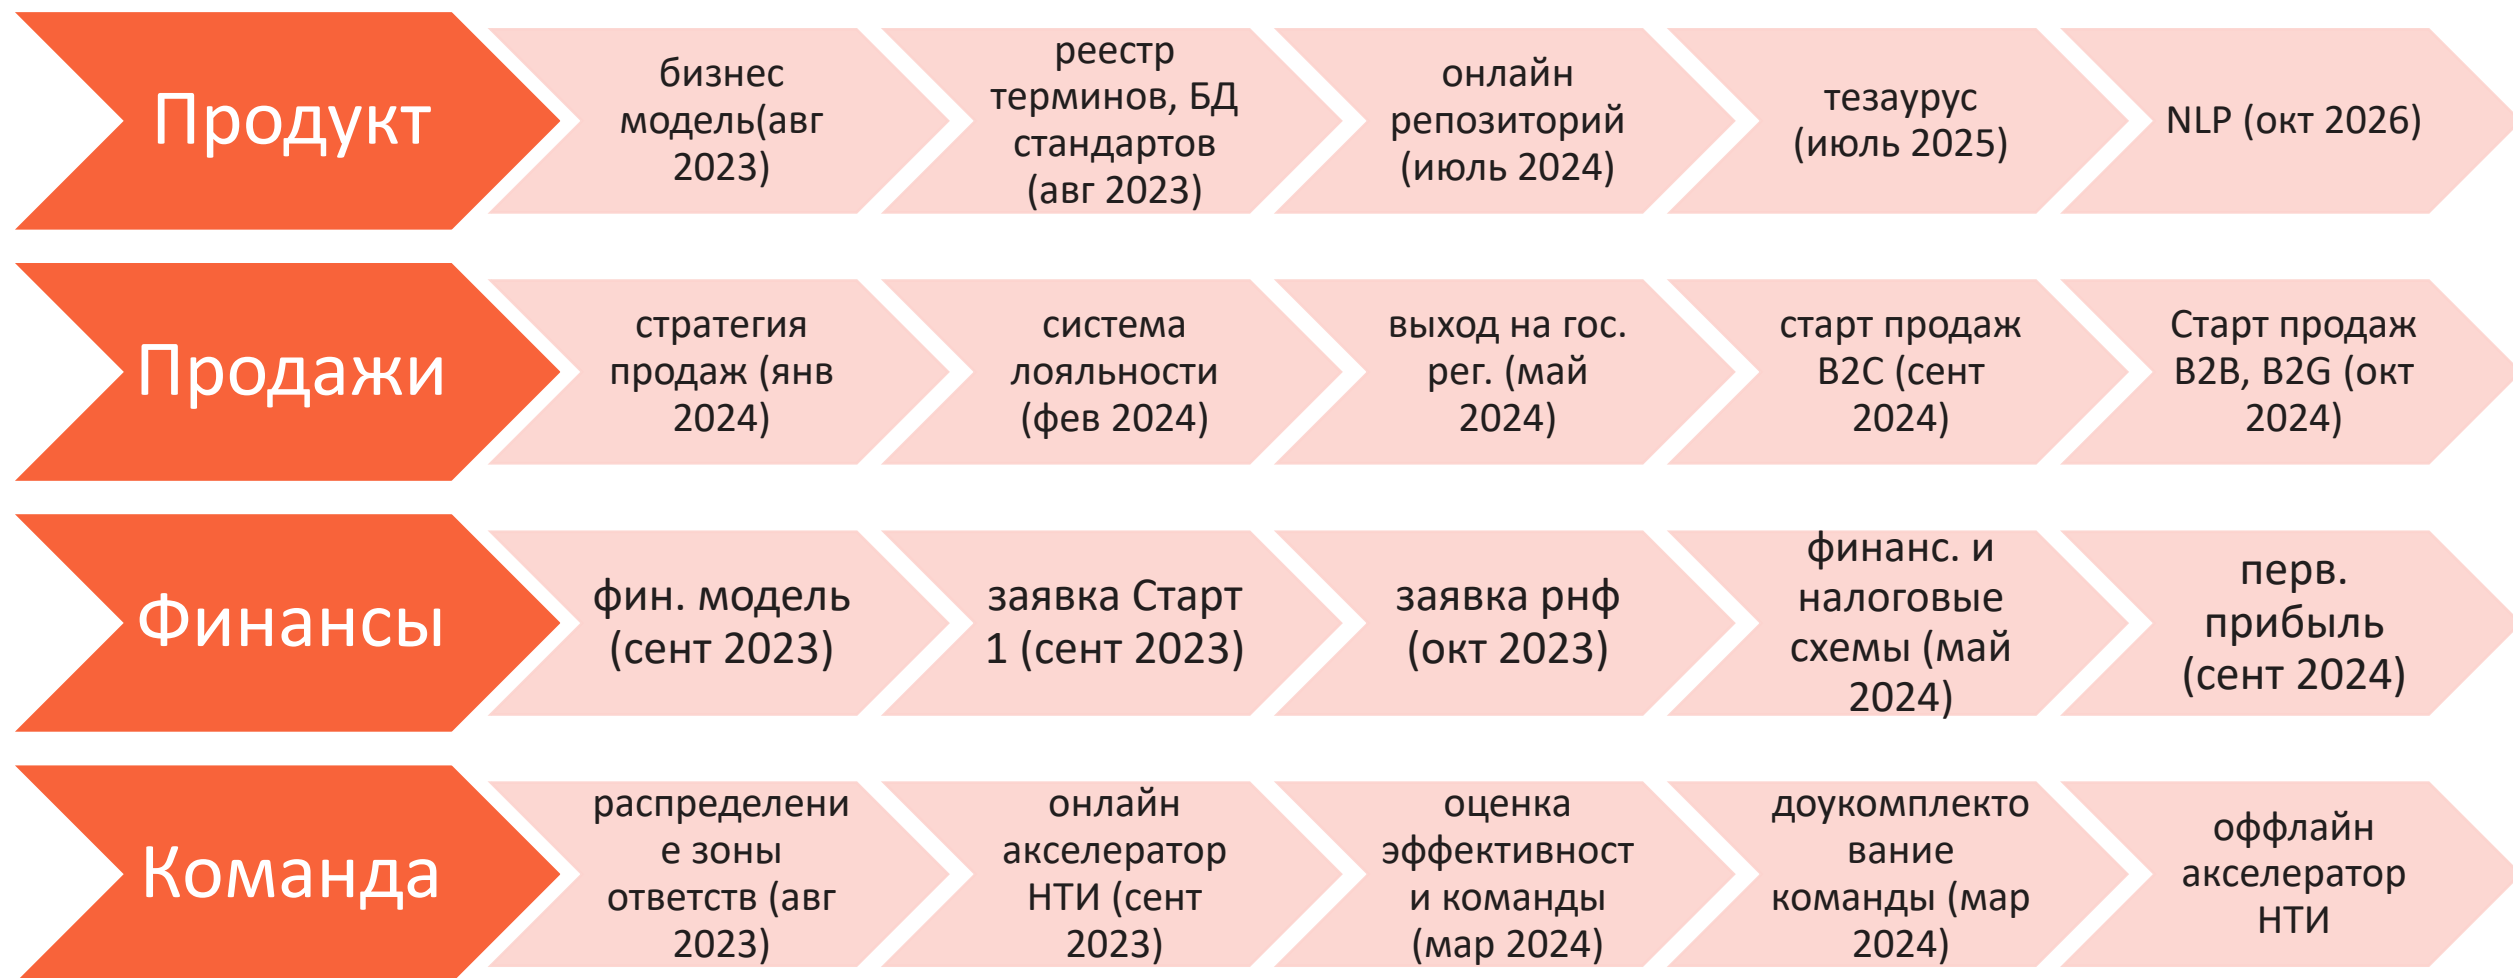 Продукт
бизнес
модель(авг
2023)
реестр
терминов, БД
стандартов
(авг 2023)
онлайн
репозиторий
(июль 2024)
тезаурус
(июль 2025)
NLP (окт 2026)
Продажи
стратегия
продаж (янв
2024)
система
лояльности
(фев 2024)
выход на гос.
рег. (май
2024)
старт продаж
B2C (сент
2024)
Старт продаж
B2B, B2G (окт
2024)
Финансы
фин. модель
(сент 2023)
заявка Старт
1 (сент 2023)
заявка рнф
(окт 2023)
финанс. и
налоговые
схемы (май
2024)
перв.
прибыль
(сент 2024)
Команда
распределени
е зоны
ответств (авг
2023)
онлайн
акселератор
НТИ (сент
2023)
оценка
эффективност
и команды
(мар 2024)
доукомплекто
вание
команды (мар
2024)
оффлайн
акселератор
НТИ